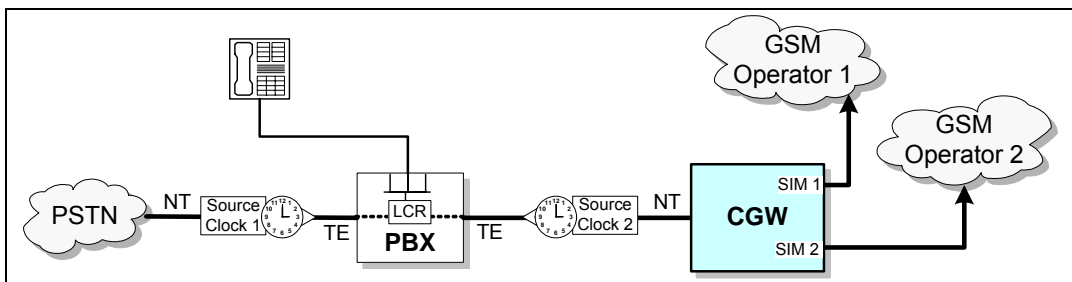 GSM
Operator 1
GSM
Operator 2
PSTN
NT
Source
Clock 1
TE
LCR
PBX
TE
Source
Clock 2
NT
CGW
SIM 1
SIM 2